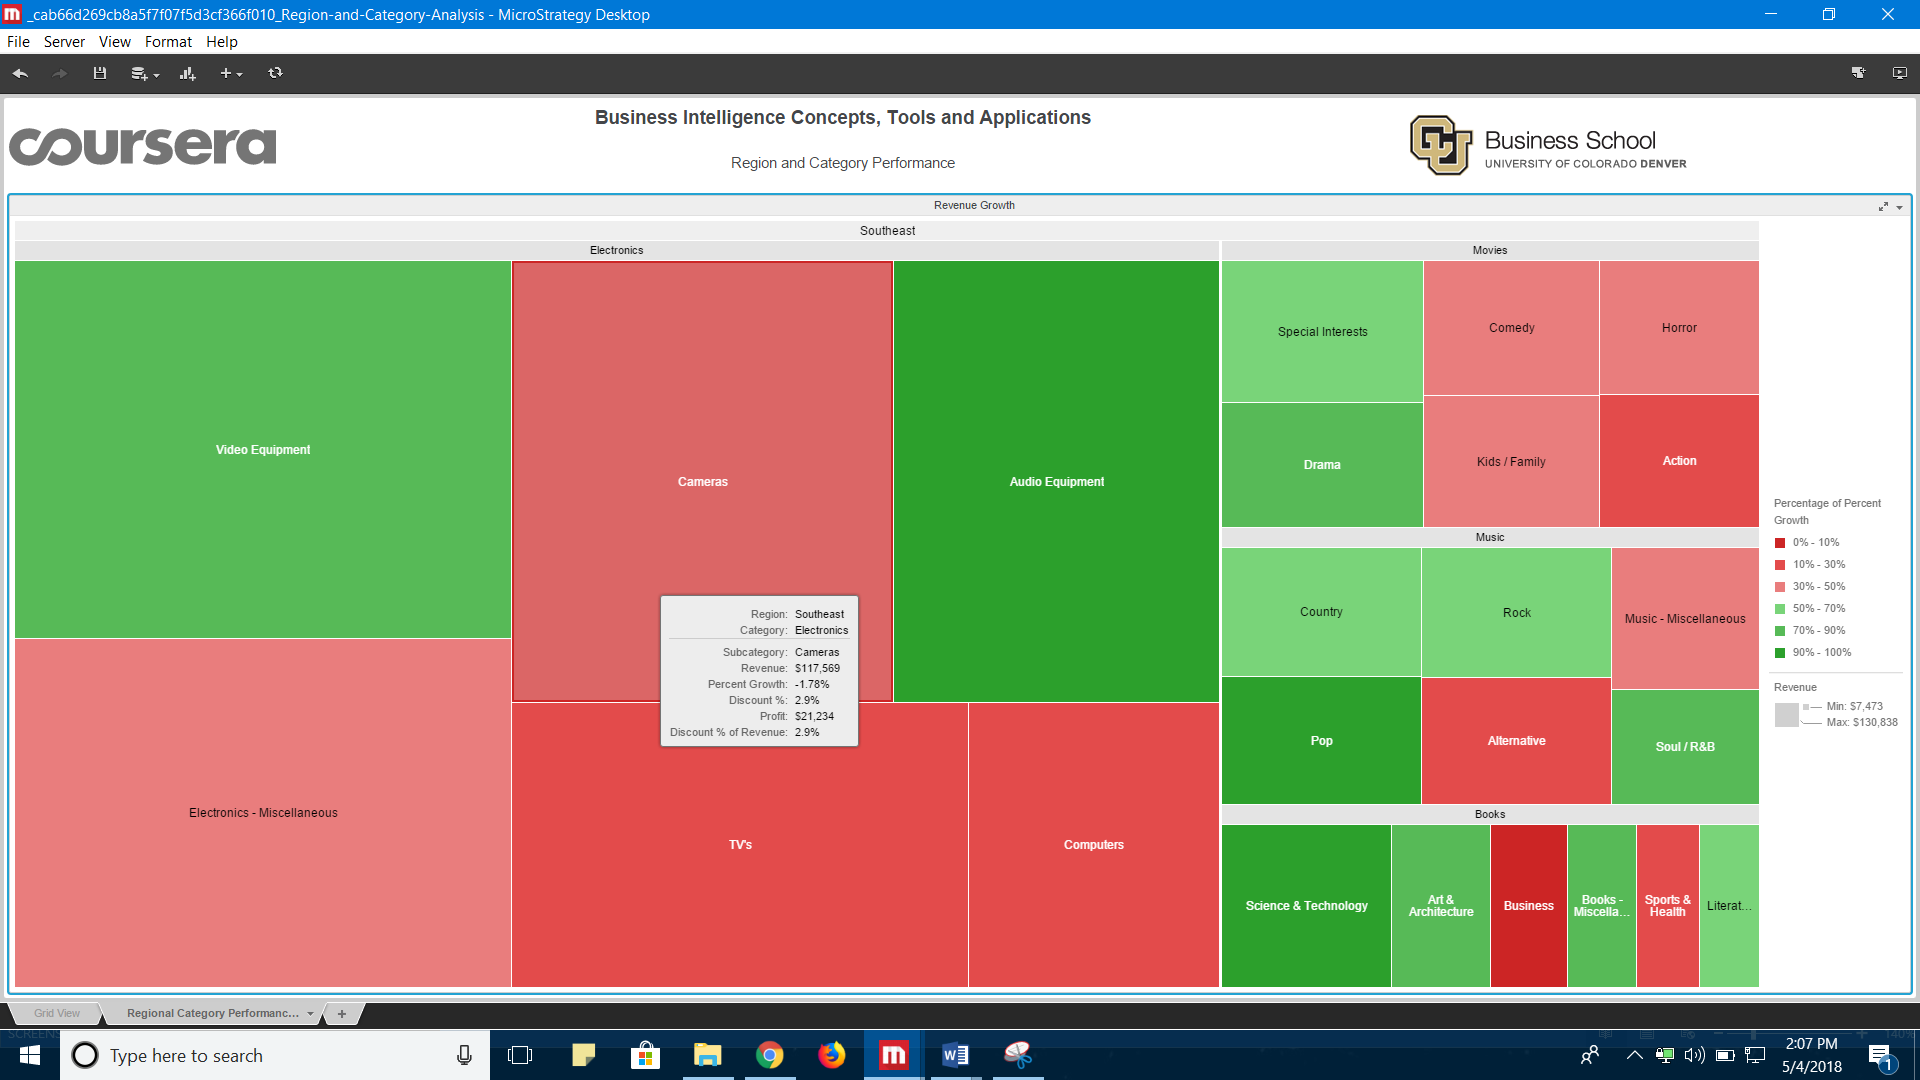 _cab66d269cb8a5f7f07f5d3cf366f010_Region-and-Category-Analysis - MicroStrategy Desktop
File Server View Format Help
coursera
Business Intelligence Concepts, Tools and Applications
Region and Category Performance
Business School
UNIVERSITY OF COLORADO DENVER
Revenue Growth
Southeast
Electronics
Video Equipment
Cameras
Audio Equipment
Electronics - Miscellaneous
TV's
Computers
Region: Southeast
Category: Electronics
Subcategory: Cameras
Revenue: $117,569
Percent Growth: -1.78%
Discount %: 2.9%
Profit: $21,234
Discount % of Revenue: 2.9%
Movies
Special Interests
Comedy
Horror
Drama
Kids / Family
Action
Music
Country
Rock
Music - Miscellaneous
Pop
Alternative
Soul / R&B
Books
Science & Technology
Art &
Architecture
Business
Books -
Miscella...
Sports &
Health
Literat...
Percentage of Percent
Growth
0% - 10%
10% - 30%
30% - 50%
50% - 70%
70% - 90%
90% - 100%
Revenue
Min: $7,473
Max: $130,838
Grid View
Regional Category Performanc...
Type here to search
2:07 PM
5/4/2018
1